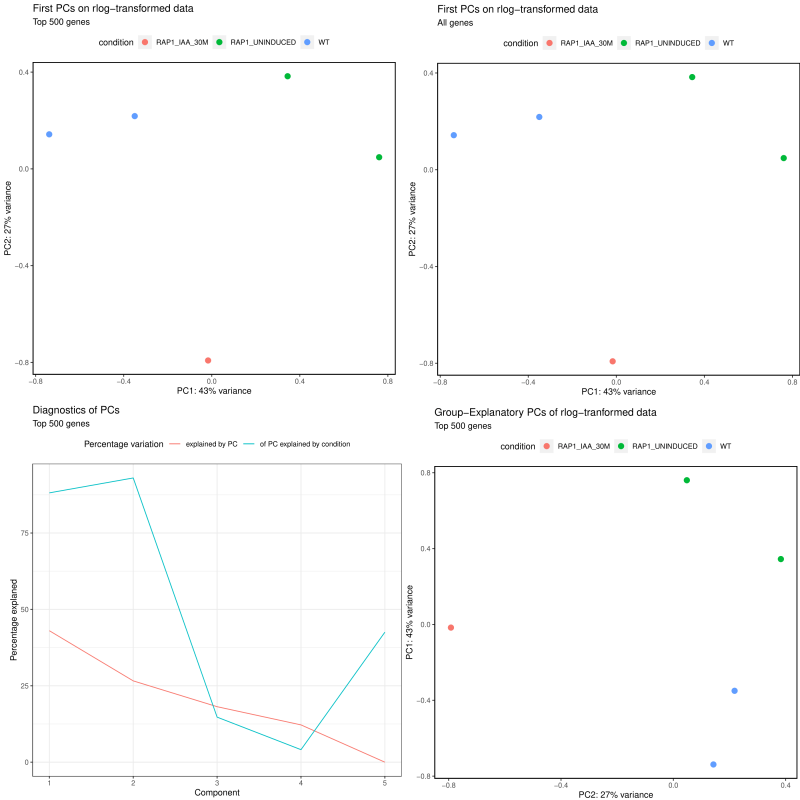 First PCs on rlog−transformed data
Top 500 genes
condition RAP1_IAA_30M RAP1_UNINDUCED WT
0.4
0.0
−0.4
−0.8
PC2: 27% variance
−0.8 −0.4 0.0 0.4 0.8
PC1: 43% variance
First PCs on rlog−transformed data
All genes
condition RAP1_IAA_30M RAP1_UNINDUCED WT
0.4
0.0
−0.4
−0.8
PC2: 27% variance
−0.8 −0.4 0.0 0.4 0.8
PC1: 43% variance
Diagnostics of PCs
Top 500 genes
Percentage variation explained by PC of PC explained by condition
75
50
25
0
Percentage explaned
1 2 3 4 5
Component
Group−Explanatory PCs of rlog−tranformed data
Top 500 genes
condition RAP1_IAA_30M RAP1_UNINDUCED WT
0.8
0.4
0.0
−0.4
−0.8
PC1: 43% variance
−0.8 −0.4 0.0 0.4
PC2: 27% variance